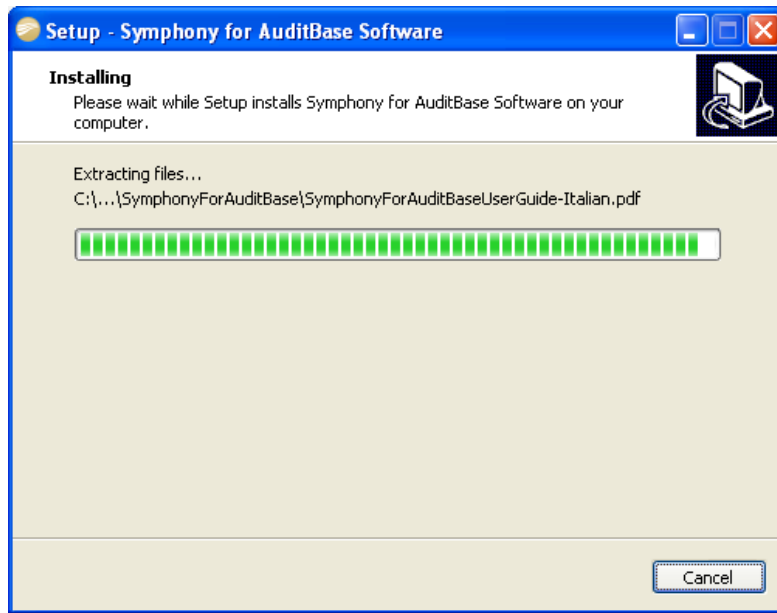 Setup - Symphony for AuditBase Software
Installing
Please wait while Setup installs Symphony for AuditBase Software on your
computer.
Extracting files...
C:\...\SymphonyForAuditBase\SymphonyForAuditBaseUserGuide-Italian.pdf
Cancel